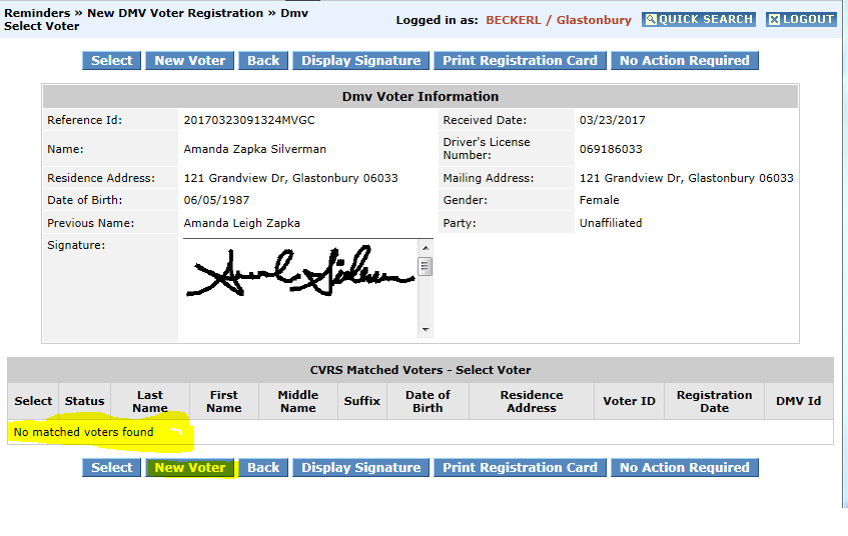 Reminders » New DMV Voter Registration » Dmv Select Voter
Logged in as: BECKERL / Glastonbury QUICK SEARCH LOGOUT
Select New Voter Back Display Signature Print Registration Card No Action Required
Dmv Voter Information
Reference Id: 20170323091324MVGC Received Date: 03/23/2017
Name: Amanda Zapka Silverman Driver's License Number: 069186033
Residence Address: 121 Grandview Dr, Glastonbury 06033 Mailing Address: 121 Grandview Dr, Glastonbury 06033
Date of Birth: 06/05/1987 Gender: Female
Previous Name: Amanda Leigh Zapka Party: Unaffiliated
Signature:
CVRS Matched Voters - Select Voter
Select Status Last Name First Name Middle Name Suffix Date of Birth Residence Address Voter ID Registration Date DMV Id
No matched voters found
Select New Voter Back Display Signature Print Registration Card No Action Required